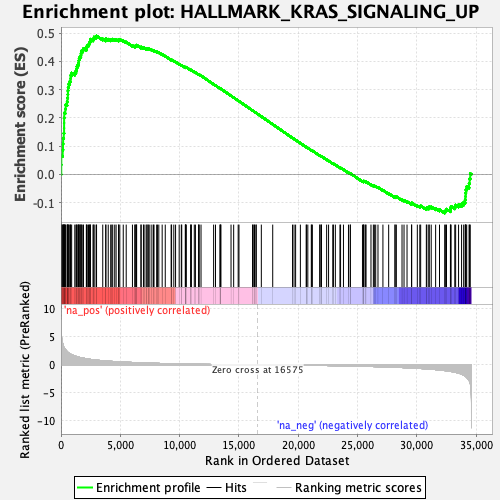 Enrichment plot: HALLMARK_KRAS_SIGNALING_UP
Enrichment score (ES)
0.5
0.4
0.3
0.2
0.1
0.0
-0.1
Ranked list metric (PreRanked)
'na_pos' (positively correlated)
10
5
0
-5
-10
Zero cross at 16575
'na_neg' (negatively correlated)
0
5,000
10,000
15,000
20,000
25,000
30,000
35,000
Rank in Ordered Dataset
Enrichment profile
Hits
Ranking metric scores